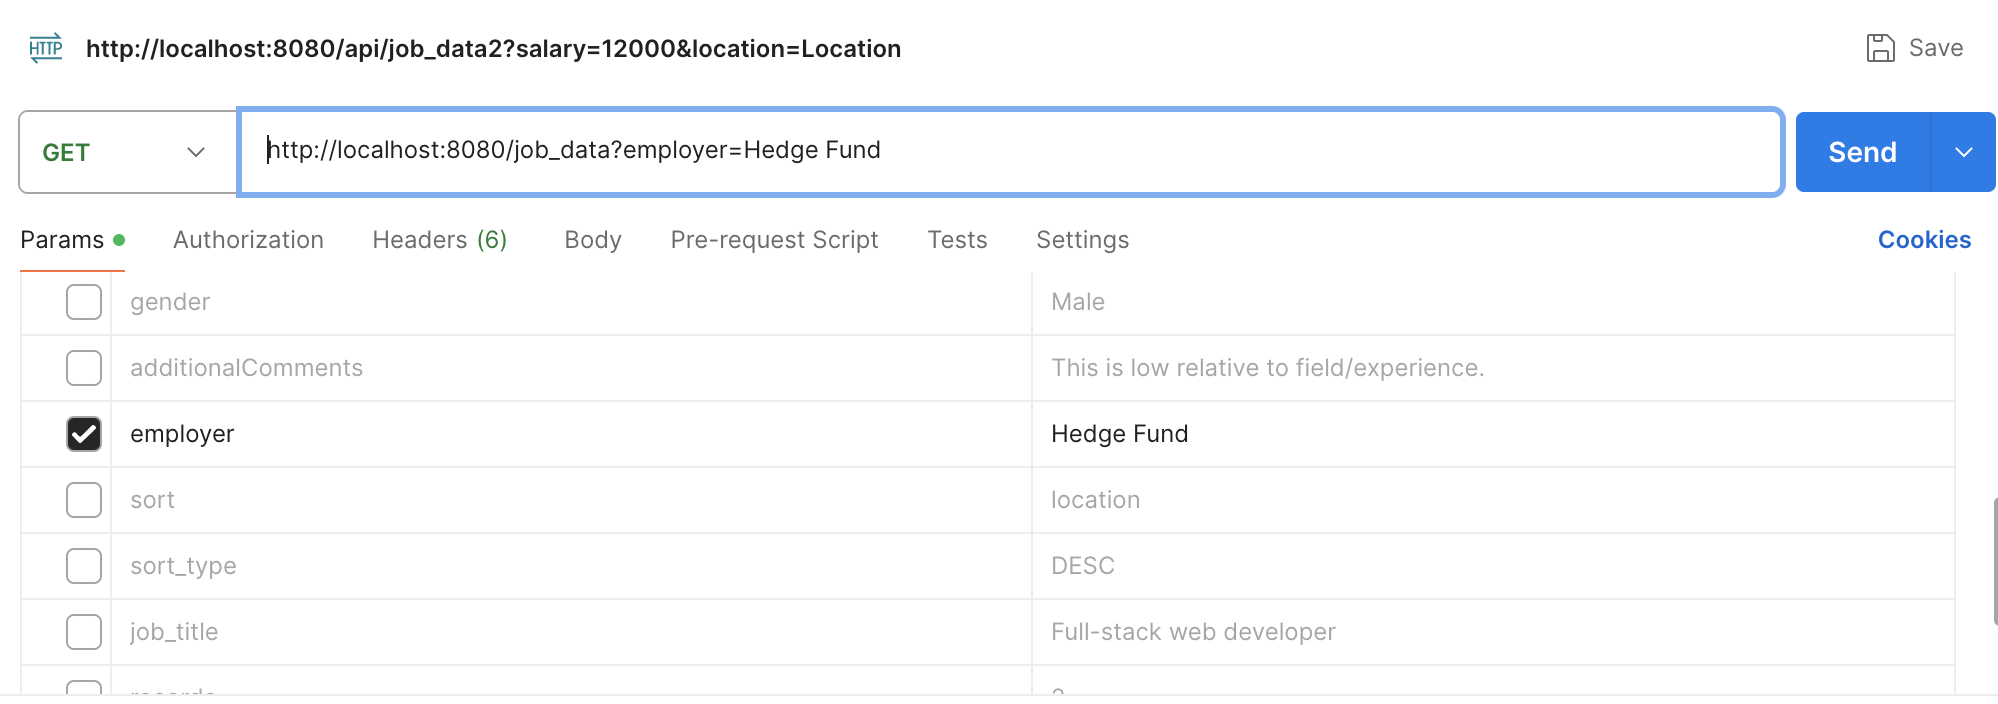 HTTP http://localhost:8080/api/job_data2?salary=12000&location=Location Save
GET http://localhost:8080/job_data?employer=Hedge Fund Send
Params Authorization Headers (6) Body Pre-request Script Tests Settings Cookies
gender Male
additionalComments This is low relative to field/experience.
employer Hedge Fund
sort location
sort_type DESC
job_title Full-stack web developer